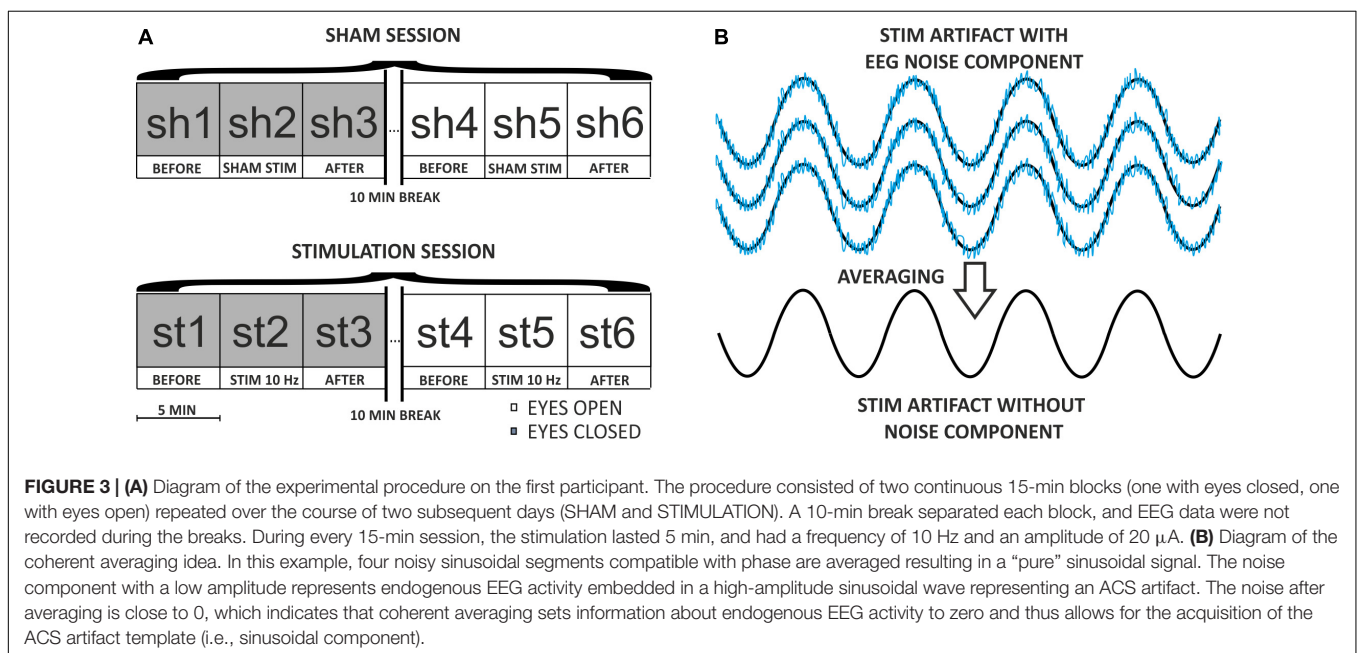 A
SHAM SESSION
sh1 sh2 sh3 ... sh4 sh5 sh6
BEFORE SHAM STIM AFTER BEFORE SHAM STIM AFTER
10 MIN BREAK
STIMULATION SESSION
st1 st2 st3 ... st4 st5 st6
BEFORE STIM 10 Hz AFTER BEFORE STIM 10 Hz AFTER
5 MIN
10 MIN BREAK
EYES OPEN
EYES CLOSED
B
STIM ARTIFACT WITH
EEG NOISE COMPONENT
AVERAGING
STIM ARTIFACT WITHOUT
NOISE COMPONENT
FIGURE 3 | (A) Diagram of the experimental procedure on the first participant. The procedure consisted of two continuous 15-min blocks (one with eyes closed, one
with eyes open) repeated over the course of two subsequent days (SHAM and STIMULATION). A 10-min break separated each block, and EEG data were not
recorded during the breaks. During every 15-min session, the stimulation lasted 5 min, and had a frequency of 10 Hz and an amplitude of 20 μA. (B) Diagram of the
coherent averaging idea. In this example, four noisy sinusoidal segments compatible with phase are averaged resulting in a “pure” sinusoidal signal. The noise
component with a low amplitude represents endogenous EEG activity embedded in a high-amplitude sinusoidal wave representing an ACS artifact. The noise after
averaging is close to 0, which indicates that coherent averaging sets information about endogenous EEG activity to zero and thus allows for the acquisition of the
ACS artifact template (i.e., sinusoidal component).